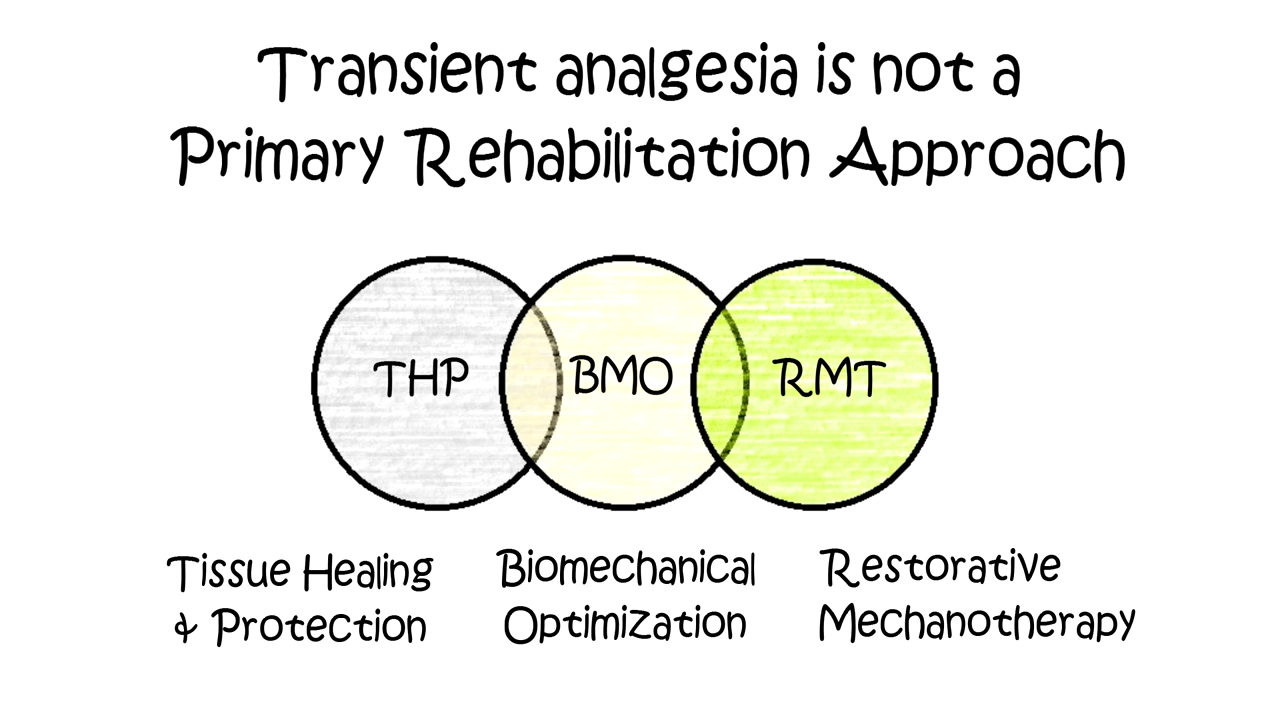 Transient analgesia is not a
Primary Rehabilitation Approach
THP
BMO
RMT
Tissue Healing
& Protection
Biomechanical
Optimization
Restorative
Mechanotherapy